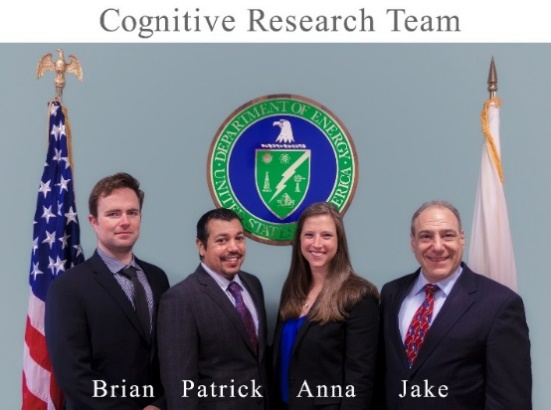 Cognitive Research Team
DEPARTMENT OF ENERGY
UNITED STATES OF AMERICA
Brian Patrick Anna Jake